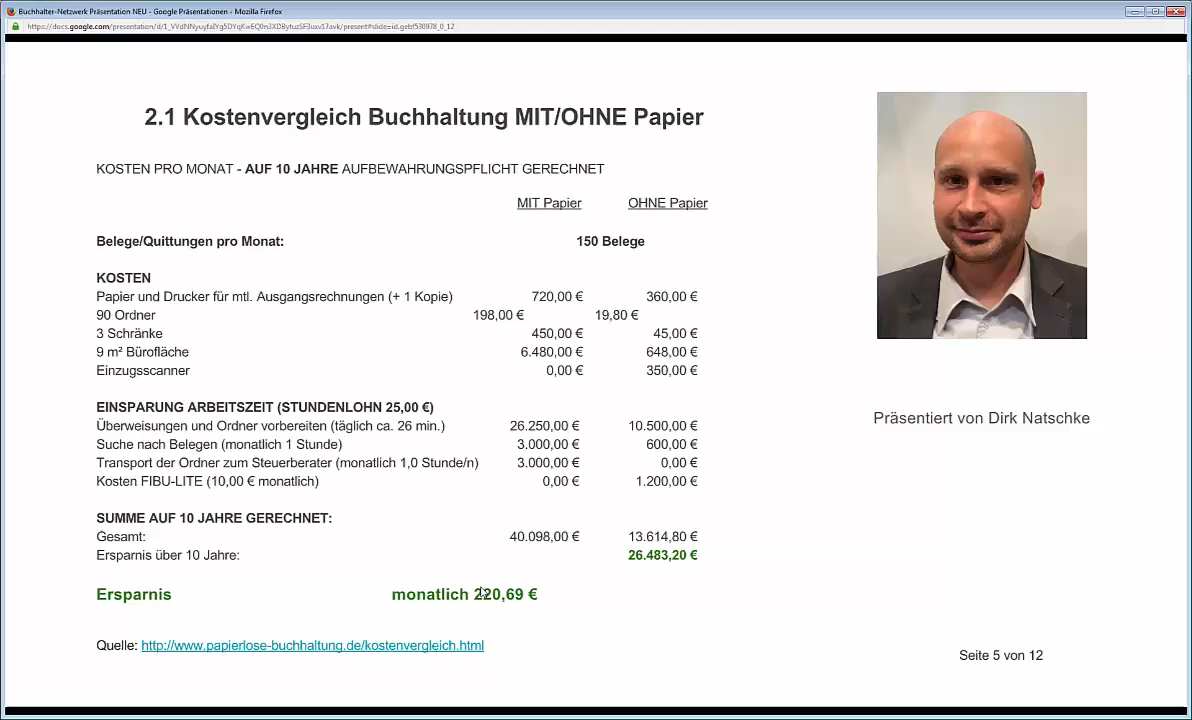 Buchhalter-Netzwerk Präsentation NEU - Google Präsentationen - Mozilla Firefox
2.1 Kostenvergleich Buchhaltung MIT/OHNE Papier
KOSTEN PRO MONAT - AUF 10 JAHRE AUFBEWAHRUNGSPFLICHT GERECHNET
MIT Papier OHNE Papier
Belege/Quittungen pro Monat: 150 Belege
KOSTEN
Papier und Drucker für mtl. Ausgangsrechnungen (+ 1 Kopie) 720,00 € 360,00 €
90 Ordner 198,00 € 19,80 €
3 Schränke 450,00 € 45,00 €
9 m² Bürofläche 6.480,00 € 648,00 €
Einzugsscanner 0,00 € 350,00 €
EINSPARUNG ARBEITSZEIT (STUNDENLOHN 25,00 €)
Überweisungen und Ordner vorbereiten (täglich ca. 26 min.) 26.250,00 € 10.500,00 €
Suche nach Belegen (monatlich 1 Stunde) 3.000,00 € 600,00 €
Transport der Ordner zum Steuerberater (monatlich 1,0 Stunde/n) 3.000,00 € 0,00 €
Kosten FIBU-LITE (10,00 € monatlich) 0,00 € 1.200,00 €
SUMME AUF 10 JAHRE GERECHNET:
Gesamt: 40.098,00 € 13.614,80 €
Ersparnis über 10 Jahre: 26.483,20 €
Ersparnis monatlich 220,69 €
Quelle: http://www.papierlose-buchhaltung.de/kostenvergleich.html
Präsentiert von Dirk Natschke
Seite 5 von 12